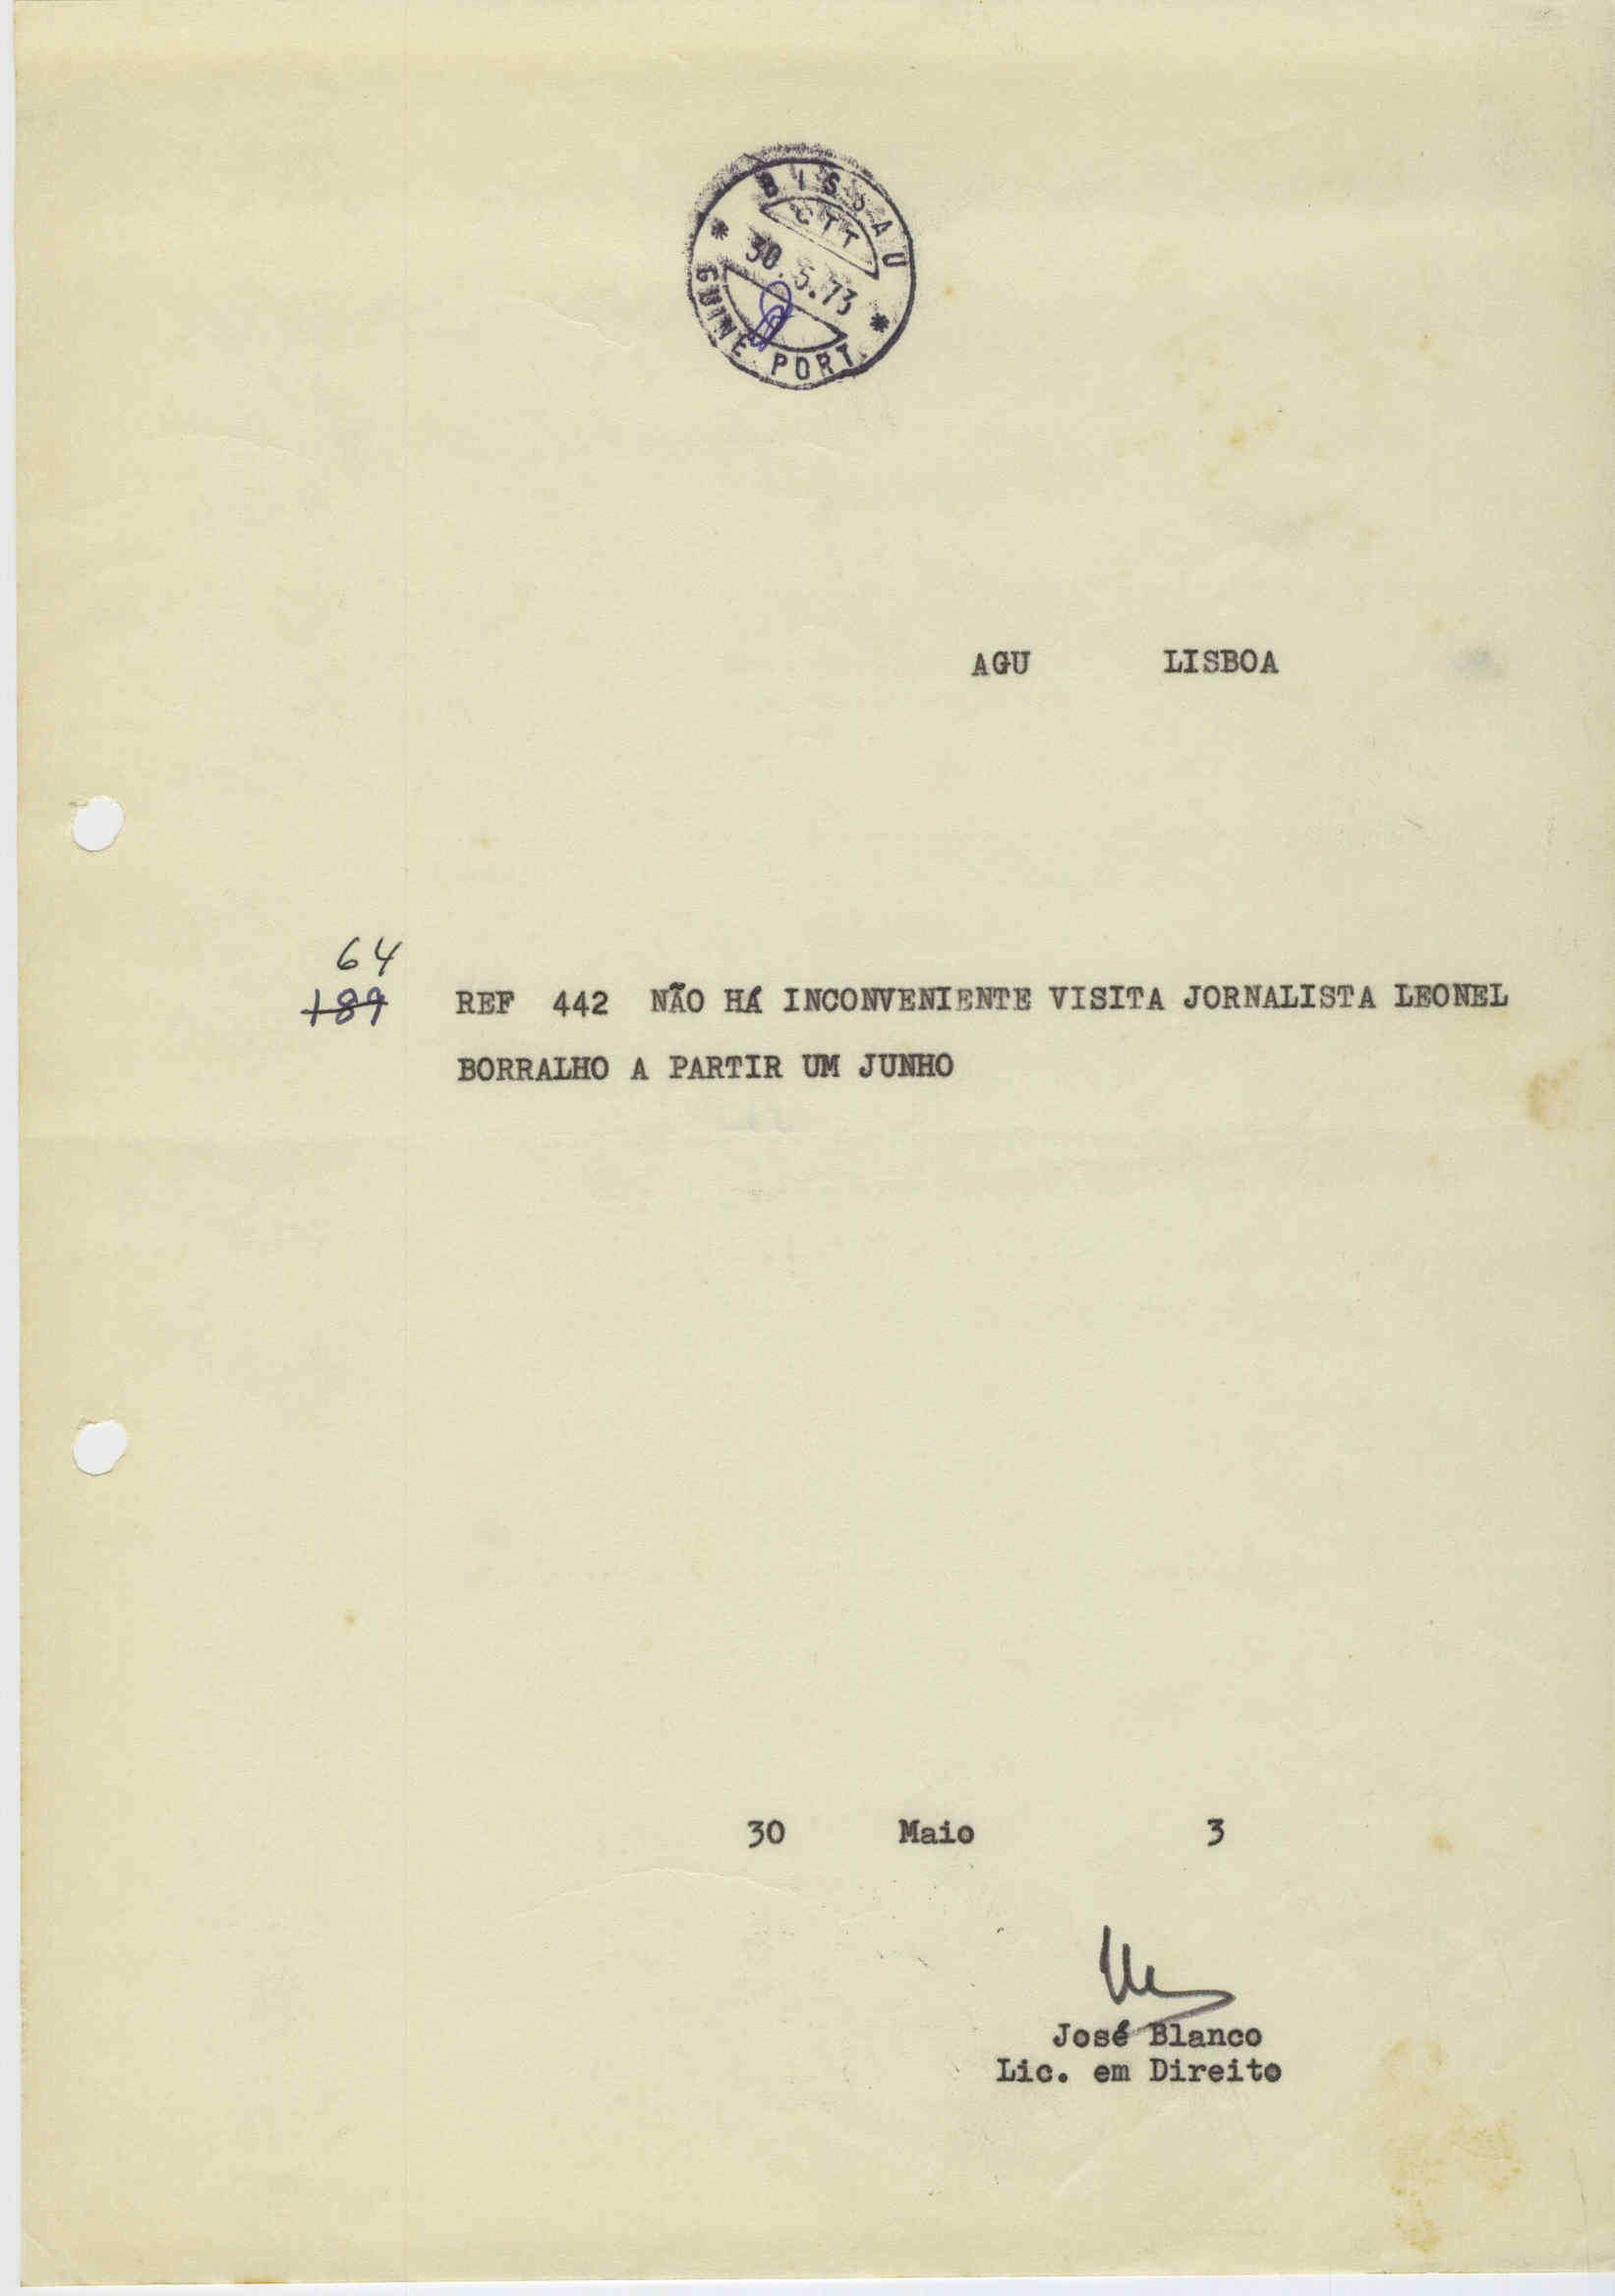 BISSAU
CTT
30.5.73
GUINE PORT.
AGU LISBOA
64
189 REF 442 NÃO HÁ INCONVENIENTE VISITA JORNALISTA LEONEL
BORRALHO A PARTIR UM JUNHO
30 Maio 3
José Blanco
Lic. em Direito